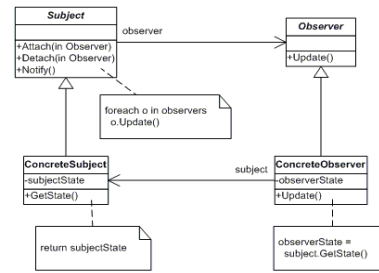 Subject
+Attach(in Observer)
+Detach(in Observer)
+Notify()
observer
Observer
+Update()
foreach o in observers
o.Update()
ConcreteSubject
-subjectState
+GetState()
subject
ConcreteObserver
-observerState
+Update()
return subjectState
observerState =
subject.GetState()